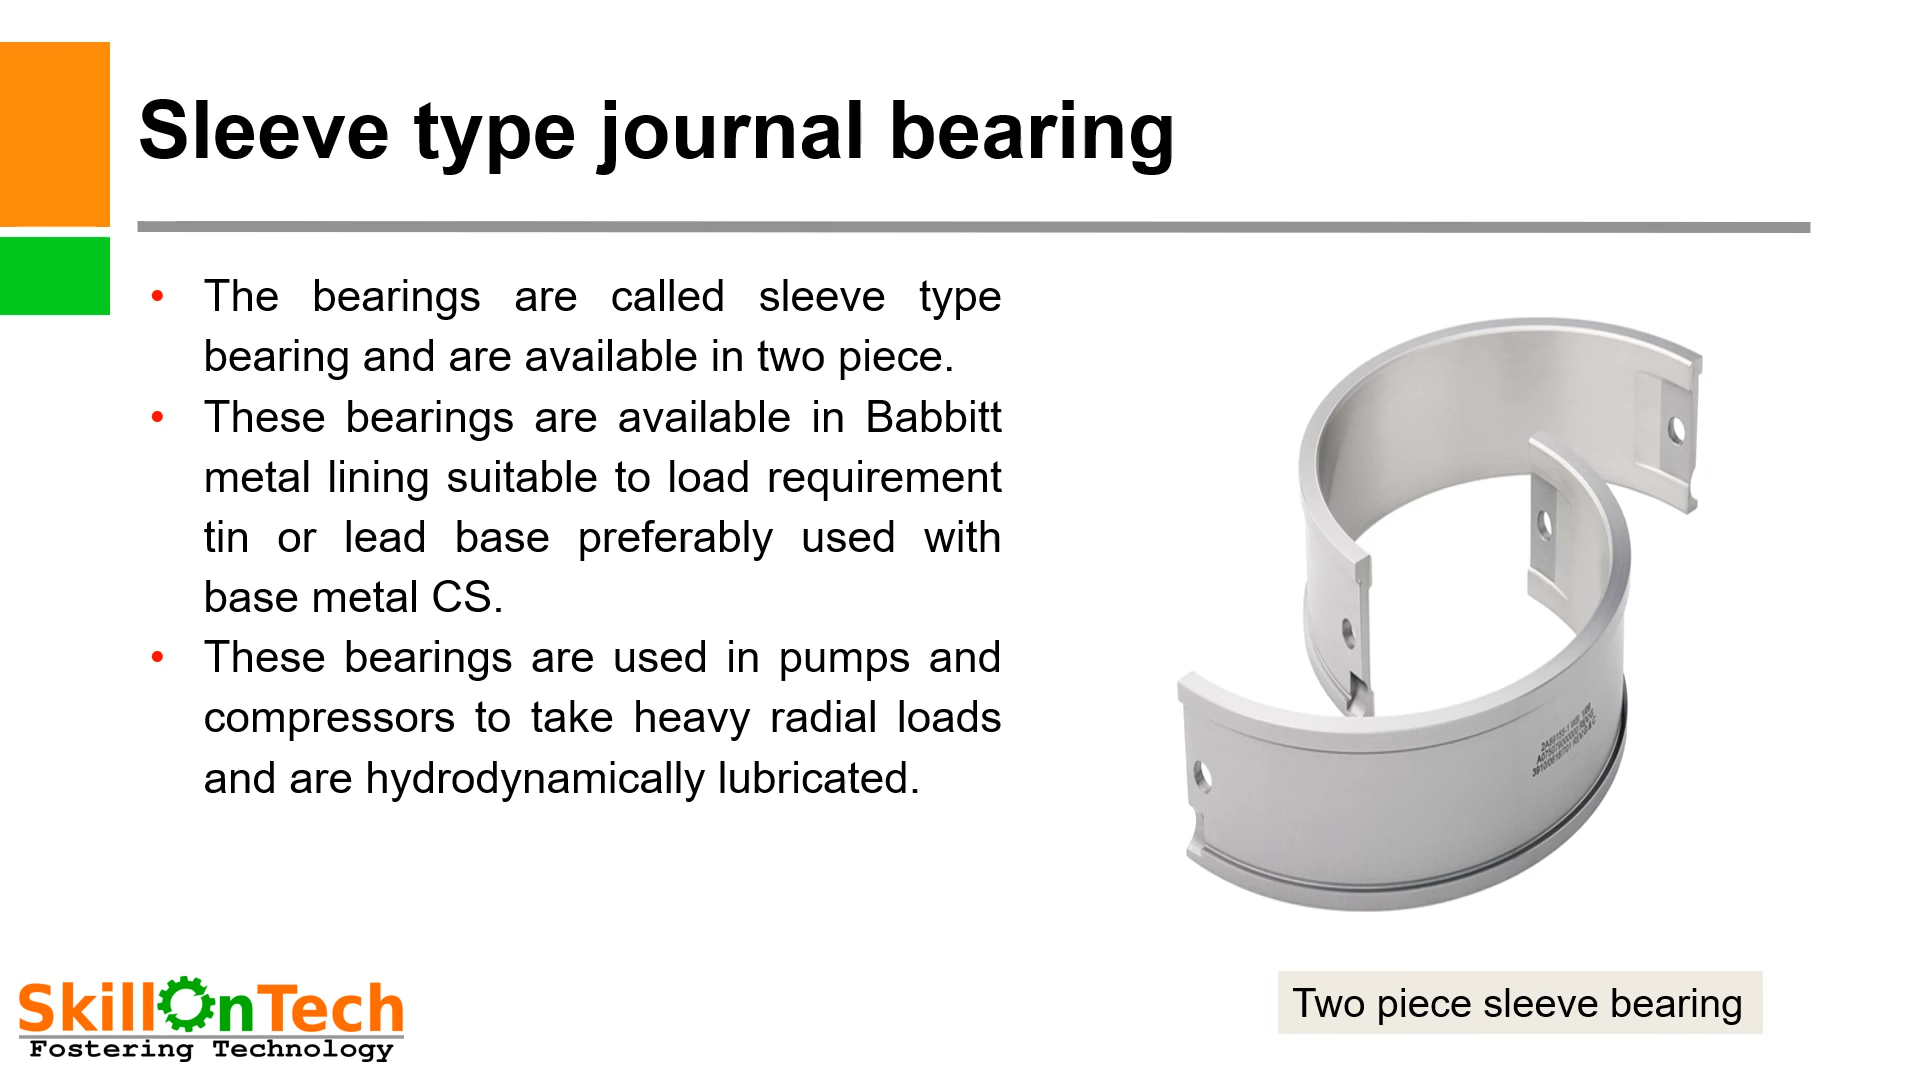 Sleeve type journal bearing
• The bearings are called sleeve type
bearing and are available in two piece.
• These bearings are available in Babbitt
metal lining suitable to load requirement
tin or lead base preferably used with
base metal CS.
• These bearings are used in pumps and
compressors to take heavy radial loads
and are hydrodynamically lubricated.
SkillOnTech
Fostering Technology
Two piece sleeve bearing